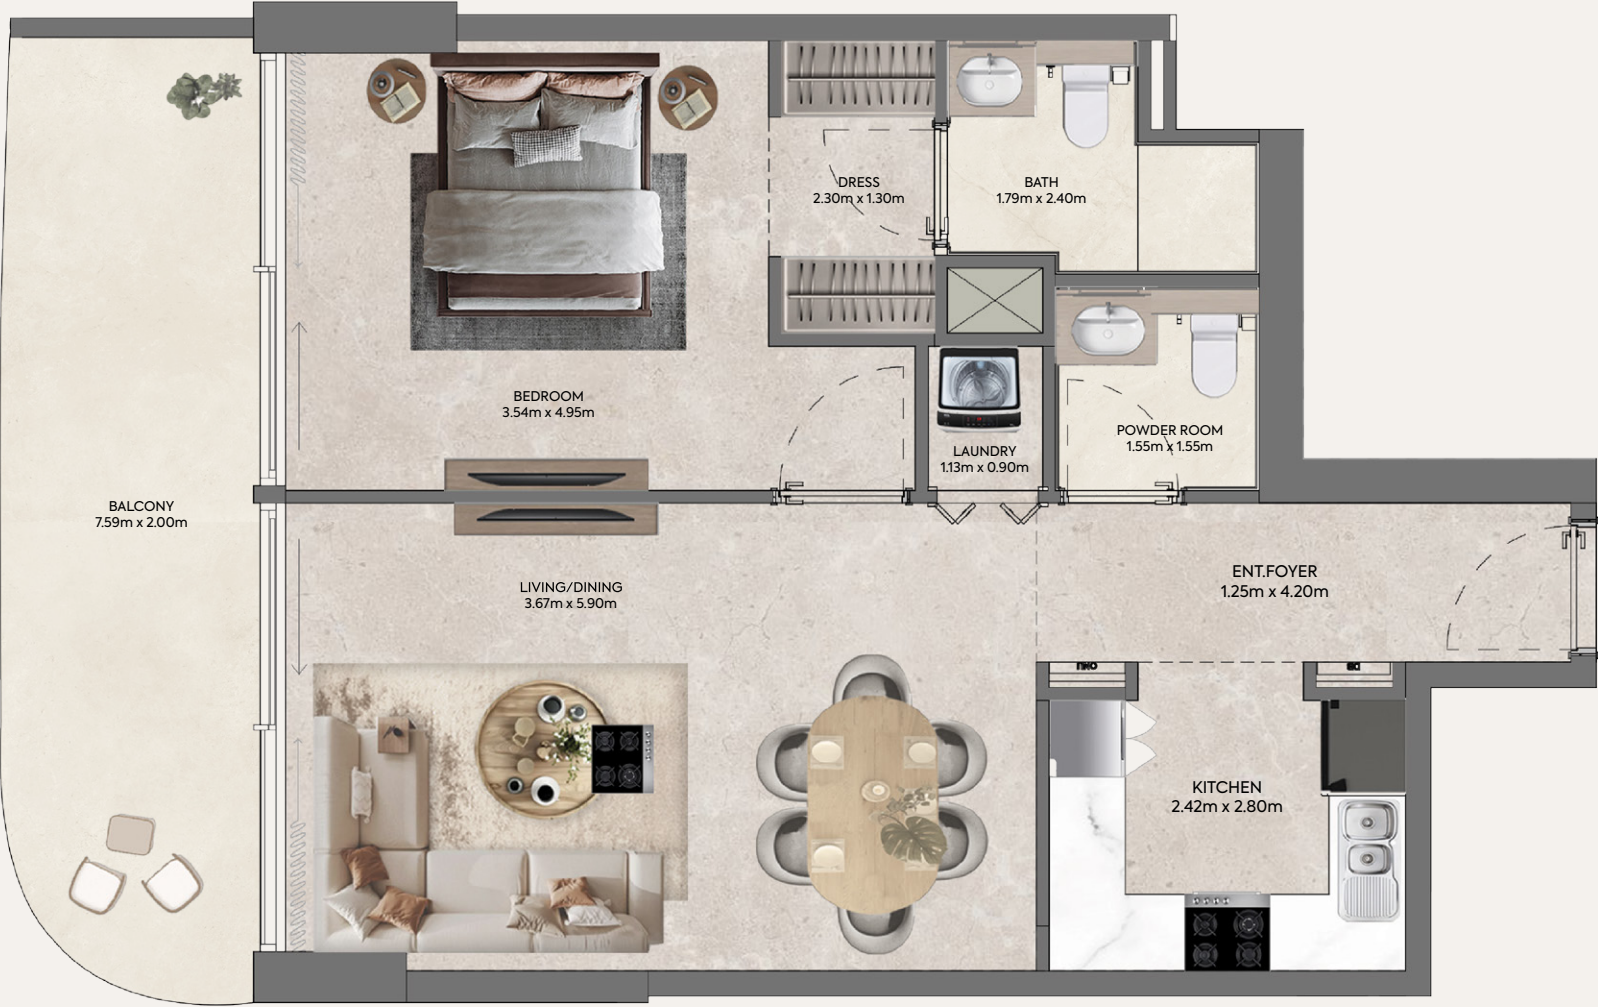 DRESS
2.30m x 1.30m
BATH
1.79m x 2.40m
BEDROOM
3.54m x 4.95m
LAUNDRY
1.13m x 0.90m
POWDER ROOM
1.55m x 1.55m
BALCONY
7.59m x 2.00m
LIVING/DINING
3.67m x 5.90m
ENT.FOYER
1.25m x 4.20m
DB
KITCHEN
2.42m x 2.80m